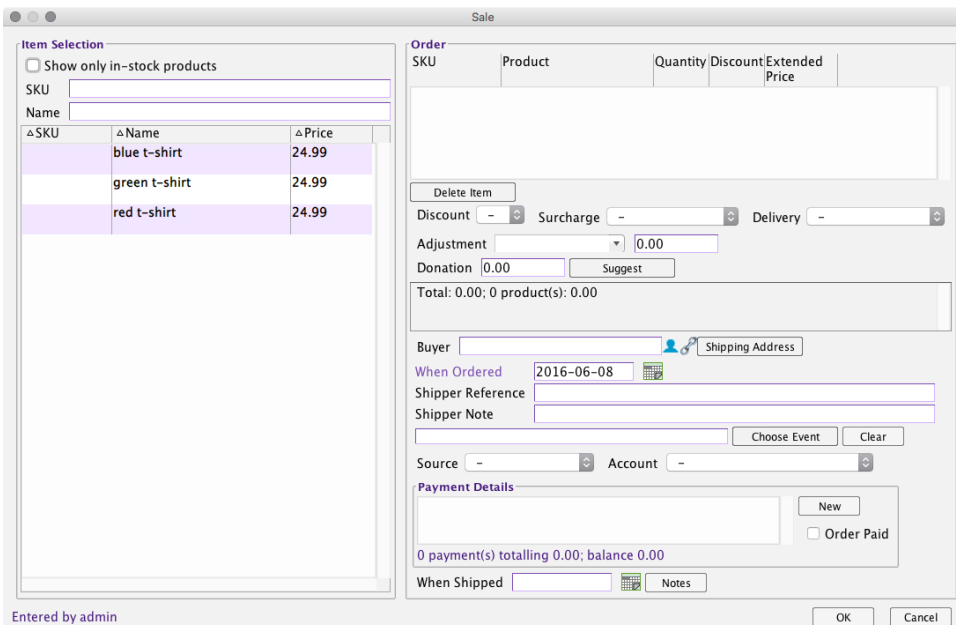 Sale
Item Selection
Show only in-stock products
SKU
Name
SKU Name Price
blue t-shirt 24.99
green t-shirt 24.99
red t-shirt 24.99
Order
SKU Product Quantity Discount Extended Price
Delete Item
Discount - Surcharge - Delivery -
Adjustment 0.00
Donation 0.00 Suggest
Total: 0.00; 0 product(s): 0.00
Buyer Shipping Address
When Ordered 2016-06-08
Shipper Reference
Shipper Note
Choose Event Clear
Source - Account -
Payment Details
New
Order Paid
0 payment(s) totalling 0.00; balance 0.00
When Shipped Notes
Entered by admin OK Cancel